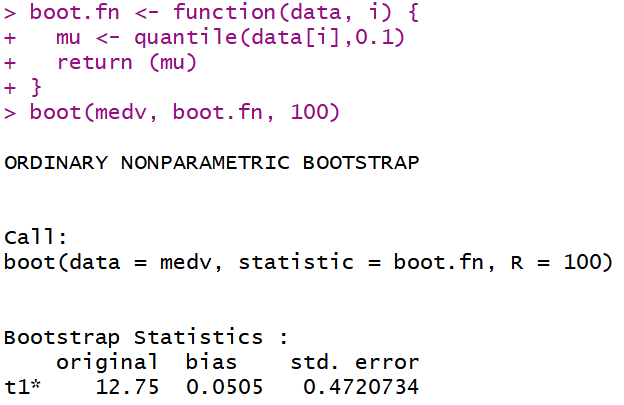 > boot.fn <- function(data, i) {
+   mu <- quantile(data[i],0.1)
+   return (mu)
+ }
> boot(medv, boot.fn, 100)
ORDINARY NONPARAMETRIC BOOTSTRAP
Call:
boot(data = medv, statistic = boot.fn, R = 100)
Bootstrap Statistics :
    original  bias    std. error
t1*    12.75  0.0505   0.4720734